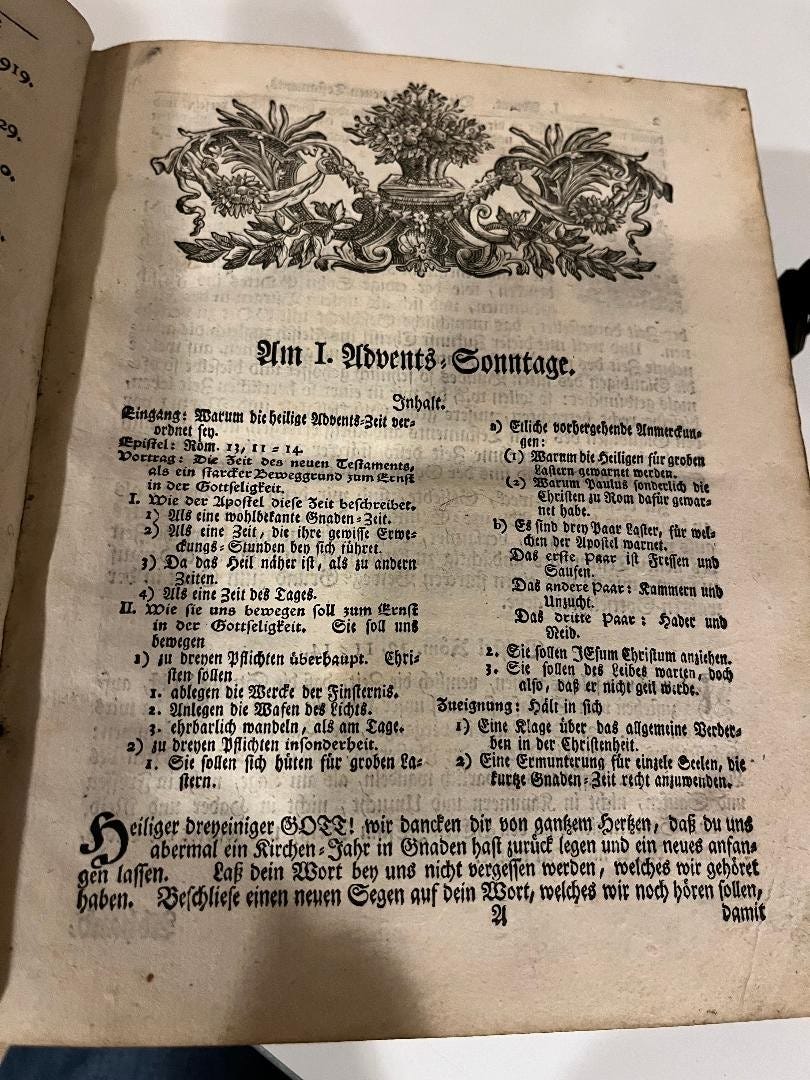 919.
29.
0.
Am I. Advents-Sonntage.
Inhalt.
Eingang: Warum die heilige Advents-Zeit ver-
ordnet sey.
Epistel: Röm. 13, 11-14.
Vortrag: Die Zeit des neuen Testaments,
als ein starcker Beweggrund zum Ernst
in der Gottseligkeit.
I. Wie der Apostel diese Zeit beschreibet.
1) Als eine wohlbekante Gnaden-Zeit.
2) Als eine Zeit, die ihre gewisse Erwe-
ckungs-Stunden bey sich führet.
3) Da das Heil näher ist, als zu andern
Zeiten.
4) Als eine Zeit des Tages.
II. Wie sie uns bewegen soll zum Ernst
in der Gottseligkeit. Sie soll uns
bewegen
1) zu dreyen Pflichten überhaupt. Chri-
sten sollen
1. ablegen die Wercke der Finsternis.
2. Anlegen die Wafen des Lichts.
3. ehrbarlich wandeln, als am Tage.
2) zu dreyen Pflichten insonderheit.
1. Sie sollen sich hüten für groben La-
stern.
a) Etliche vorhergehende Anmerckun-
gen:
(1) Warum die Heiligen für groben
Lastern gewarnet werden.
(2) Warum Paulus sonderlich die
Christen zu Rom dafür gewar-
net habe.
b) Es sind drey Paar Laster, für wel-
chen der Apostel warnet.
Das erste Paar ist Fressen und
Saufen.
Das andere Paar: Kammern und
Unzucht.
Das dritte Paar: Hader und
Neid.
2. Sie sollen JEsum Christum anziehen.
3. Sie sollen des Leibes warten, doch
also, daß er nicht geil werde.
Zueignung: Hält in sich
1) Eine Klage über das allgemeine Verder-
ben in der Christenheit.
2) Eine Ermunterung für einzele Seelen, die
kurtze Gnaden-Zeit recht anzuwenden.
Heiliger dreyeiniger GOTT! wir dancken dir von gantzem Hertzen, daß du uns
abermal ein Kirchen-Jahr in Gnaden hast zurück legen und ein neues anfan-
gen lassen. Laß dein Wort bey uns nicht vergessen werden, welches wir gehöret
haben. Beschliese einen neuen Segen auf dein Wort, welches wir noch hören sollen,
A
damit